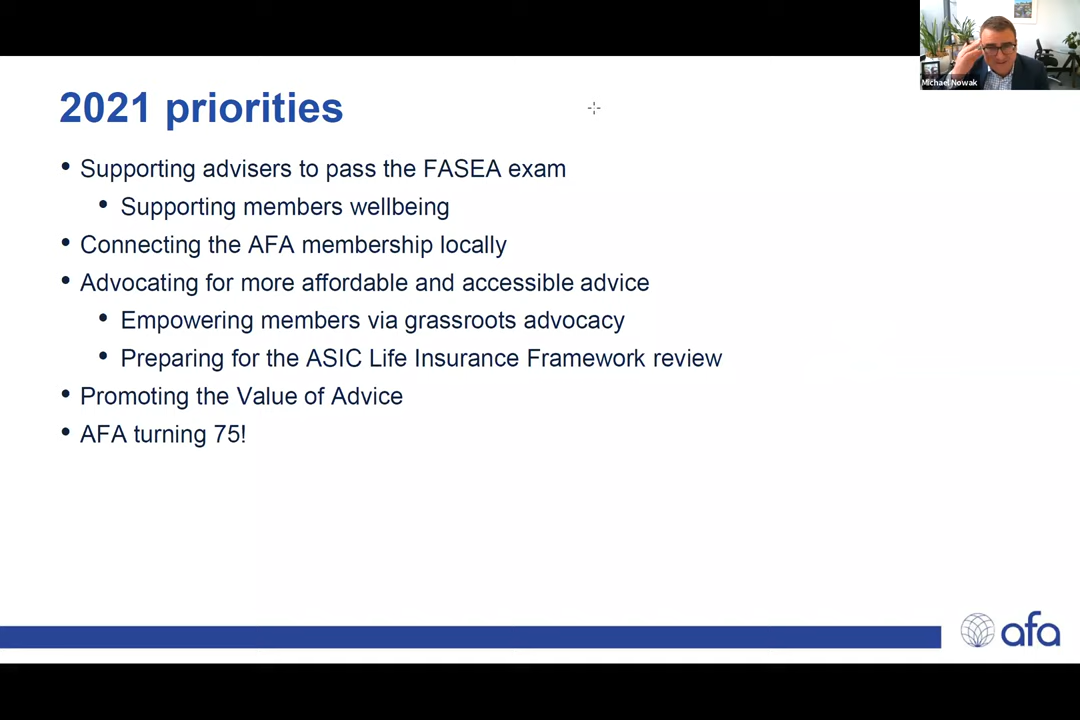 Michael Nowak
2021 priorities
• Supporting advisers to pass the FASEA exam
• Supporting members wellbeing
• Connecting the AFA membership locally
• Advocating for more affordable and accessible advice
• Empowering members via grassroots advocacy
• Preparing for the ASIC Life Insurance Framework review
• Promoting the Value of Advice
• AFA turning 75!
afa